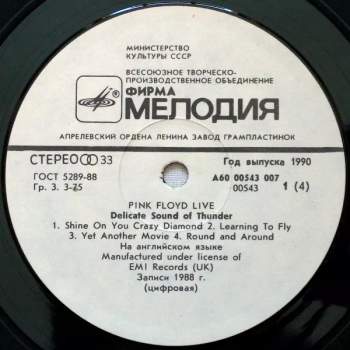 МИНИСТЕРСТВО
КУЛЬТУРЫ СССР
ВСЕСОЮЗНОЕ ТВОРЧЕСКО-
ПРОИЗВОДСТВЕННОЕ ОБЪЕДИНЕНИЕ
ФИРМА
МЕЛОДИЯ
АПРЕЛЕВСКИЙ ОРДЕНА ЛЕНИНА ЗАВОД ГРАМПЛАСТИНОК
СТЕРЕО 33
Год выпуска 1990
ГОСТ 5289-88
А60 00543 007
Гр. 3. 3-75
00543
1 (4)
PINK FLOYD LIVE
Delicate Sound of Thunder
1. Shine On You Crazy Diamond 2. Learning To Fly
3. Yet Another Movie 4. Round and Around
На английском языке
Manufactured under license of
EMI Records (UK)
Записи 1988 г.
(цифровая)